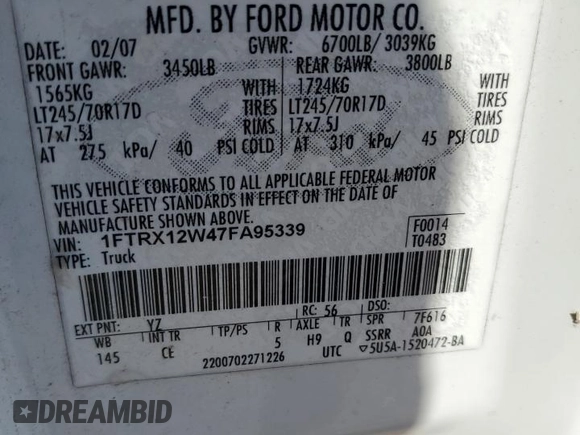 MFD. BY FORD MOTOR CO.
DATE: 02/07 GVWR: 6700LB/ 3039KG
FRONT GAWR: 3450LB REAR GAWR: 3800LB
1565KG WITH 1724KG WITH
LT245/70R17D TIRES LT245/70R17D TIRES
17x7.5J RIMS 17x7.5J RIMS
AT 275 kPa/ 40 PSI COLD AT 310 kPa/ 45 PSI COLD
THIS VEHICLE CONFORMS TO ALL APPLICABLE FEDERAL MOTOR
VEHICLE SAFETY STANDARDS IN EFFECT ON THE DATE OF
MANUFACTURE SHOWN ABOVE.
VIN: 1FTRX12W47FA95339 F0014
TYPE: Truck T0483
EXT PNT: YZ RC: 56 DSO:
WB INT TR TP/PS R AXLE TR SPR 7F616
145 CE 5 H9 Q SSRR A0A
2200702271226 UTC ▽5U5A-1520472-BA
DREAMBID